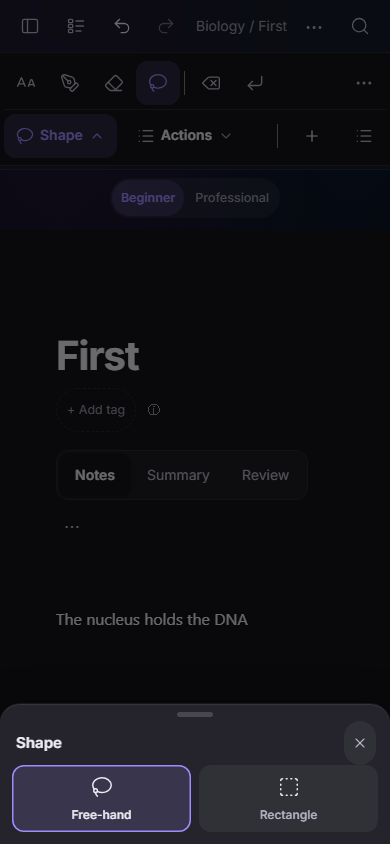 Biology / First
AA
Shape
Actions
Beginner Professional
First
+ Add tag
Notes Summary Review
The nucleus holds the DNA
Shape
Free-hand Rectangle